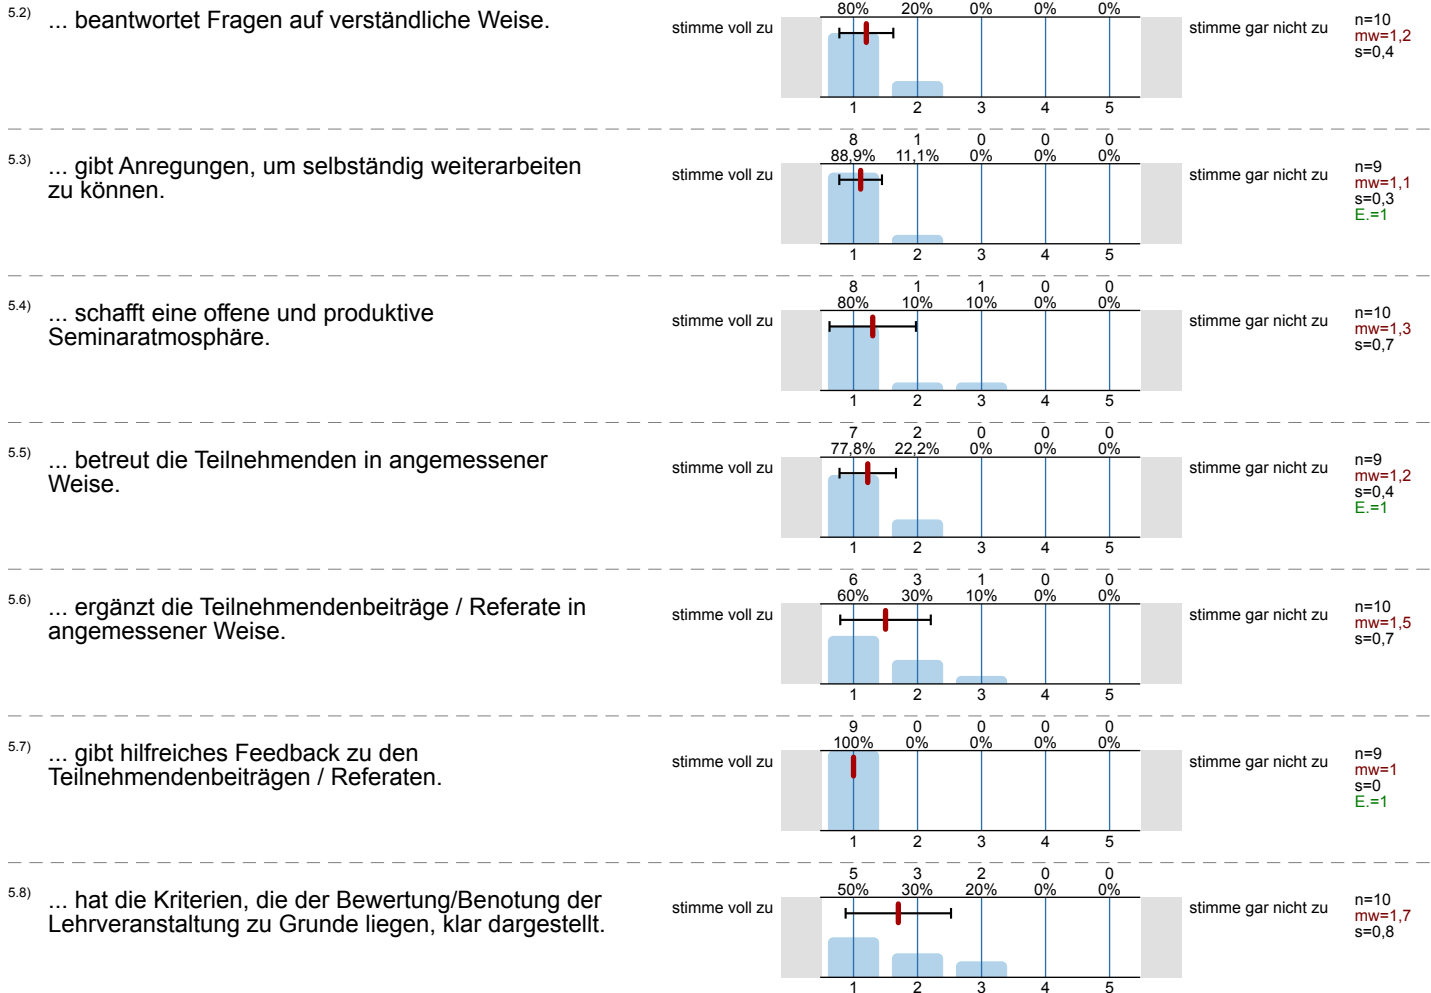 5.2) ... beantwortet Fragen auf verständliche Weise.
stimme voll zu
80% 20% 0% 0% 0%
1 2 3 4 5
stimme gar nicht zu
n=10
mw=1,2
s=0,4
5.3) ... gibt Anregungen, um selbständig weiterarbeiten
zu können.
stimme voll zu
8 1 0 0 0
88,9% 11,1% 0% 0% 0%
1 2 3 4 5
stimme gar nicht zu
n=9
mw=1,1
s=0,3
E.=1
5.4) ... schafft eine offene und produktive
Seminaratmosphäre.
stimme voll zu
8 1 1 0 0
80% 10% 10% 0% 0%
1 2 3 4 5
stimme gar nicht zu
n=10
mw=1,3
s=0,7
5.5) ... betreut die Teilnehmenden in angemessener
Weise.
stimme voll zu
7 2 0 0 0
77,8% 22,2% 0% 0% 0%
1 2 3 4 5
stimme gar nicht zu
n=9
mw=1,2
s=0,4
E.=1
5.6) ... ergänzt die Teilnehmendenbeiträge / Referate in
angemessener Weise.
stimme voll zu
6 3 1 0 0
60% 30% 10% 0% 0%
1 2 3 4 5
stimme gar nicht zu
n=10
mw=1,5
s=0,7
5.7) ... gibt hilfreiches Feedback zu den
Teilnehmendenbeiträgen / Referaten.
stimme voll zu
9 0 0 0 0
100% 0% 0% 0% 0%
1 2 3 4 5
stimme gar nicht zu
n=9
mw=1
s=0
E.=1
5.8) ... hat die Kriterien, die der Bewertung/Benotung der
Lehrveranstaltung zu Grunde liegen, klar dargestellt.
stimme voll zu
5 3 2 0 0
50% 30% 20% 0% 0%
1 2 3 4 5
stimme gar nicht zu
n=10
mw=1,7
s=0,8